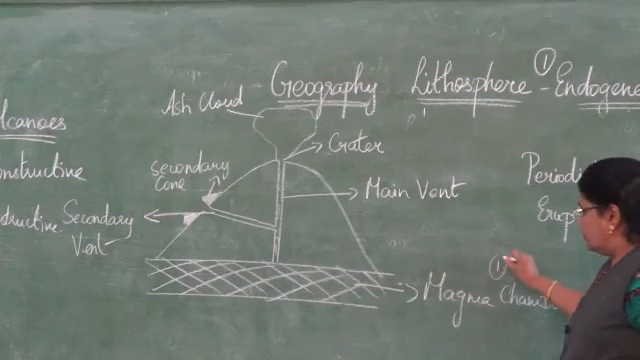 Geography Lithosphere - ① Endogene
Ash Cloud
lcanoes
Crater
onstructive
Secondary
Cone
Periodi
Main Vent
Erup
structive
Secondary
Vent
①
Magma Cham